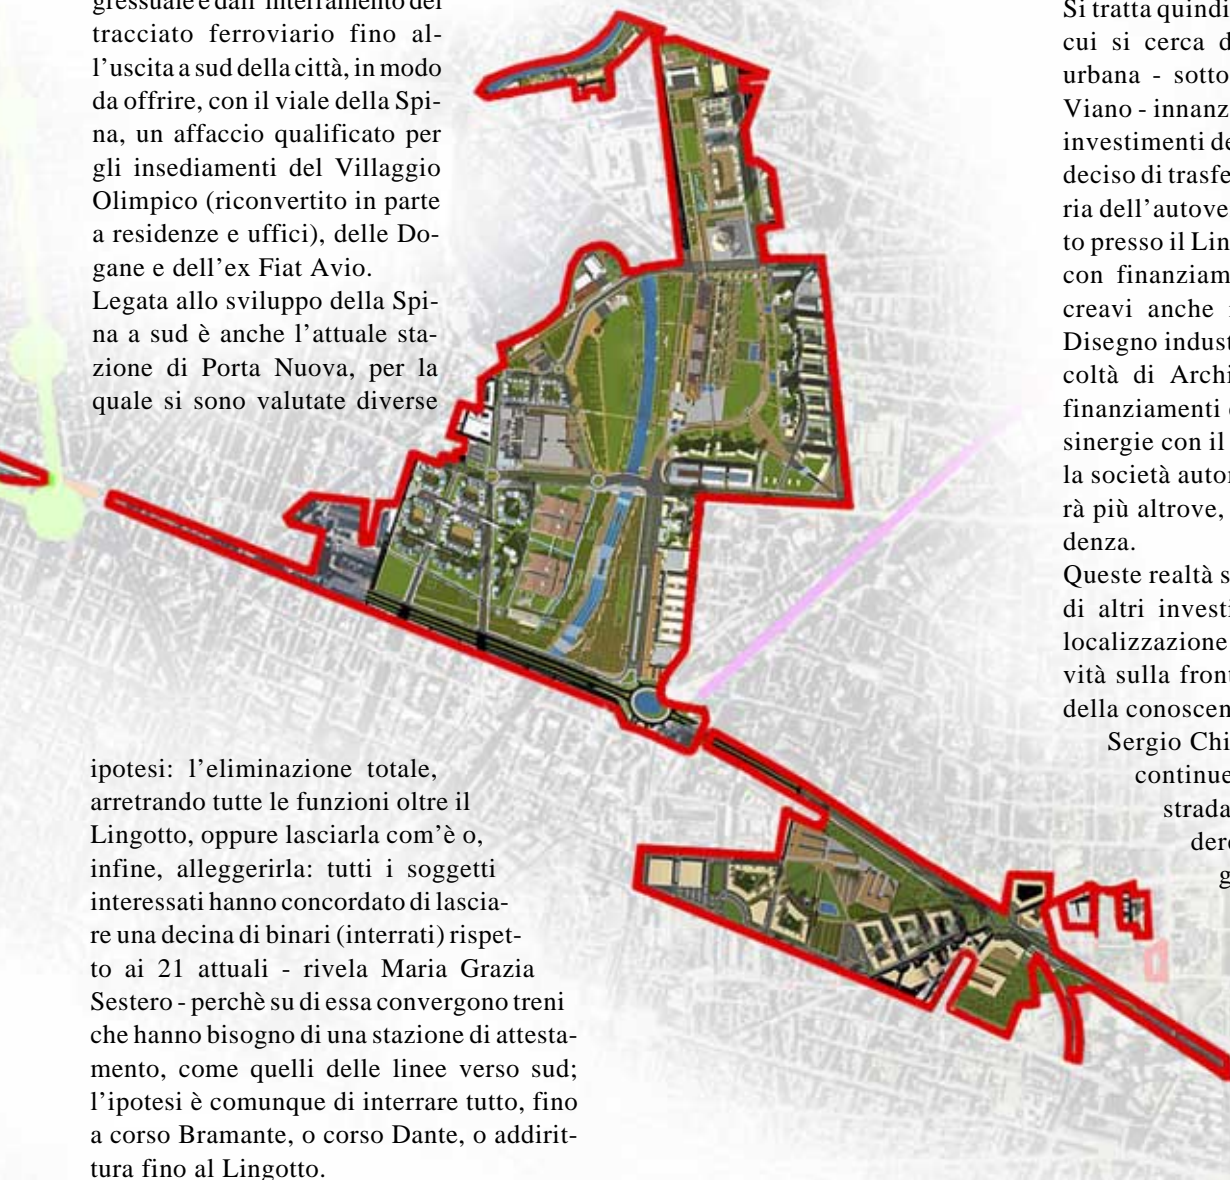 gressuale e dall'interramento del
tracciato ferroviario fino al-
l'uscita a sud della città, in modo
da offrire, con il viale della Spi-
na, un affaccio qualificato per
gli insediamenti del Villaggio
Olimpico (riconvertito in parte
a residenze e uffici), delle Do-
gane e dell'ex Fiat Avio.
Legata allo sviluppo della Spi-
na a sud è anche l'attuale sta-
zione di Porta Nuova, per la
quale si sono valutate diverse
ipotesi: l'eliminazione totale,
arretrando tutte le funzioni oltre il
Lingotto, oppure lasciarla com'è o,
infine, alleggerirla: tutti i soggetti
interessati hanno concordato di lascia-
re una decina di binari (interrati) rispet-
to ai 21 attuali - rivela Maria Grazia
Sestero - perchè su di essa convergono treni
che hanno bisogno di una stazione di attesta-
mento, come quelli delle linee verso sud;
l'ipotesi è comunque di interrare tutto, fino
a corso Bramante, o corso Dante, o addirit-
tura fino al Lingotto.
Si tratta quindi
cui si cerca d
urbana - sotto
Viano - innanz
investimenti de
deciso di trasfe
ria dell'autove
to presso il Lin
con finanziam
creavi anche
Disegno indust
coltà di Archi
finanziamenti
sinergie con il
la società auto
rà più altrove,
denza.
Queste realtà s
di altri investi
localizzazione
vità sulla front
della conoscen
Sergio Chi
continue
strada
dere
g